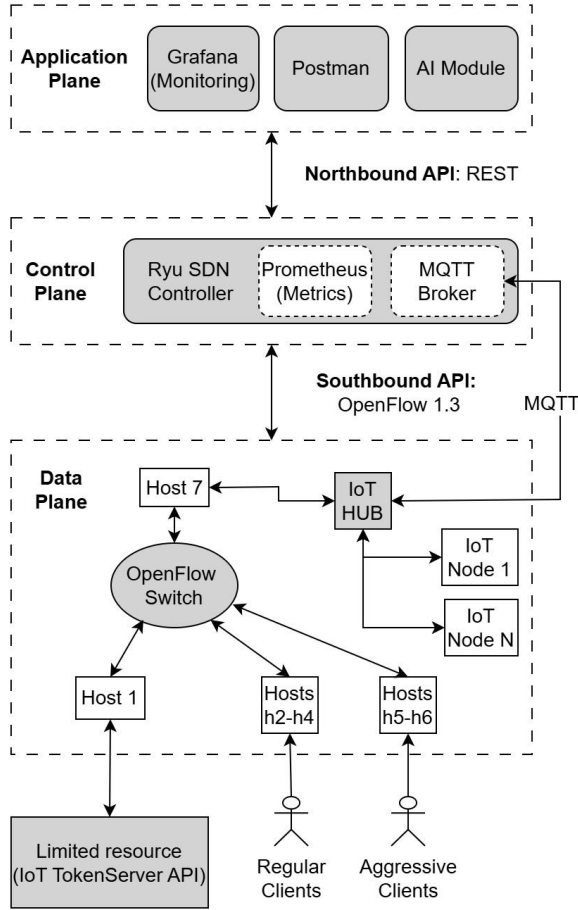 Application
Plane
Grafana
(Monitoring)
Postman
AI Module
Northbound API: REST
Control
Plane
Ryu SDN
Controller
Prometheus
(Metrics)
MQTT
Broker
Southbound API:
OpenFlow 1.3
MQTT
Data
Plane
Host 7
IoT
HUB
OpenFlow
Switch
IoT
Node 1
IoT
Node N
Host 1
Hosts
h2-h4
Hosts
h5-h6
Limited resource
(IoT TokenServer API)
Regular
Clients
Aggressive
Clients